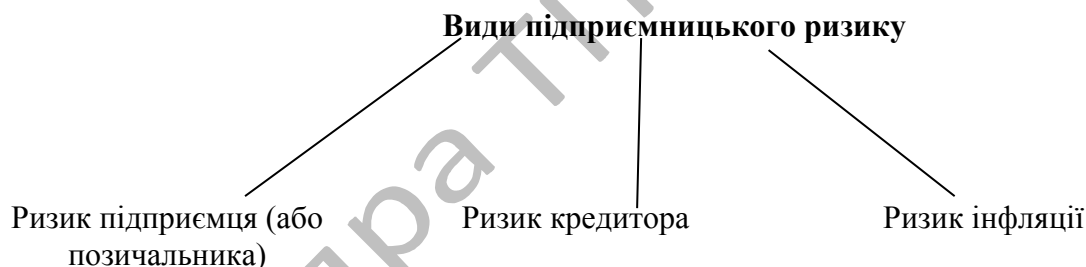 Види підприємницького ризику
Ризик підприємця (або
позичальника)
Ризик кредитора
Ризик інфляції